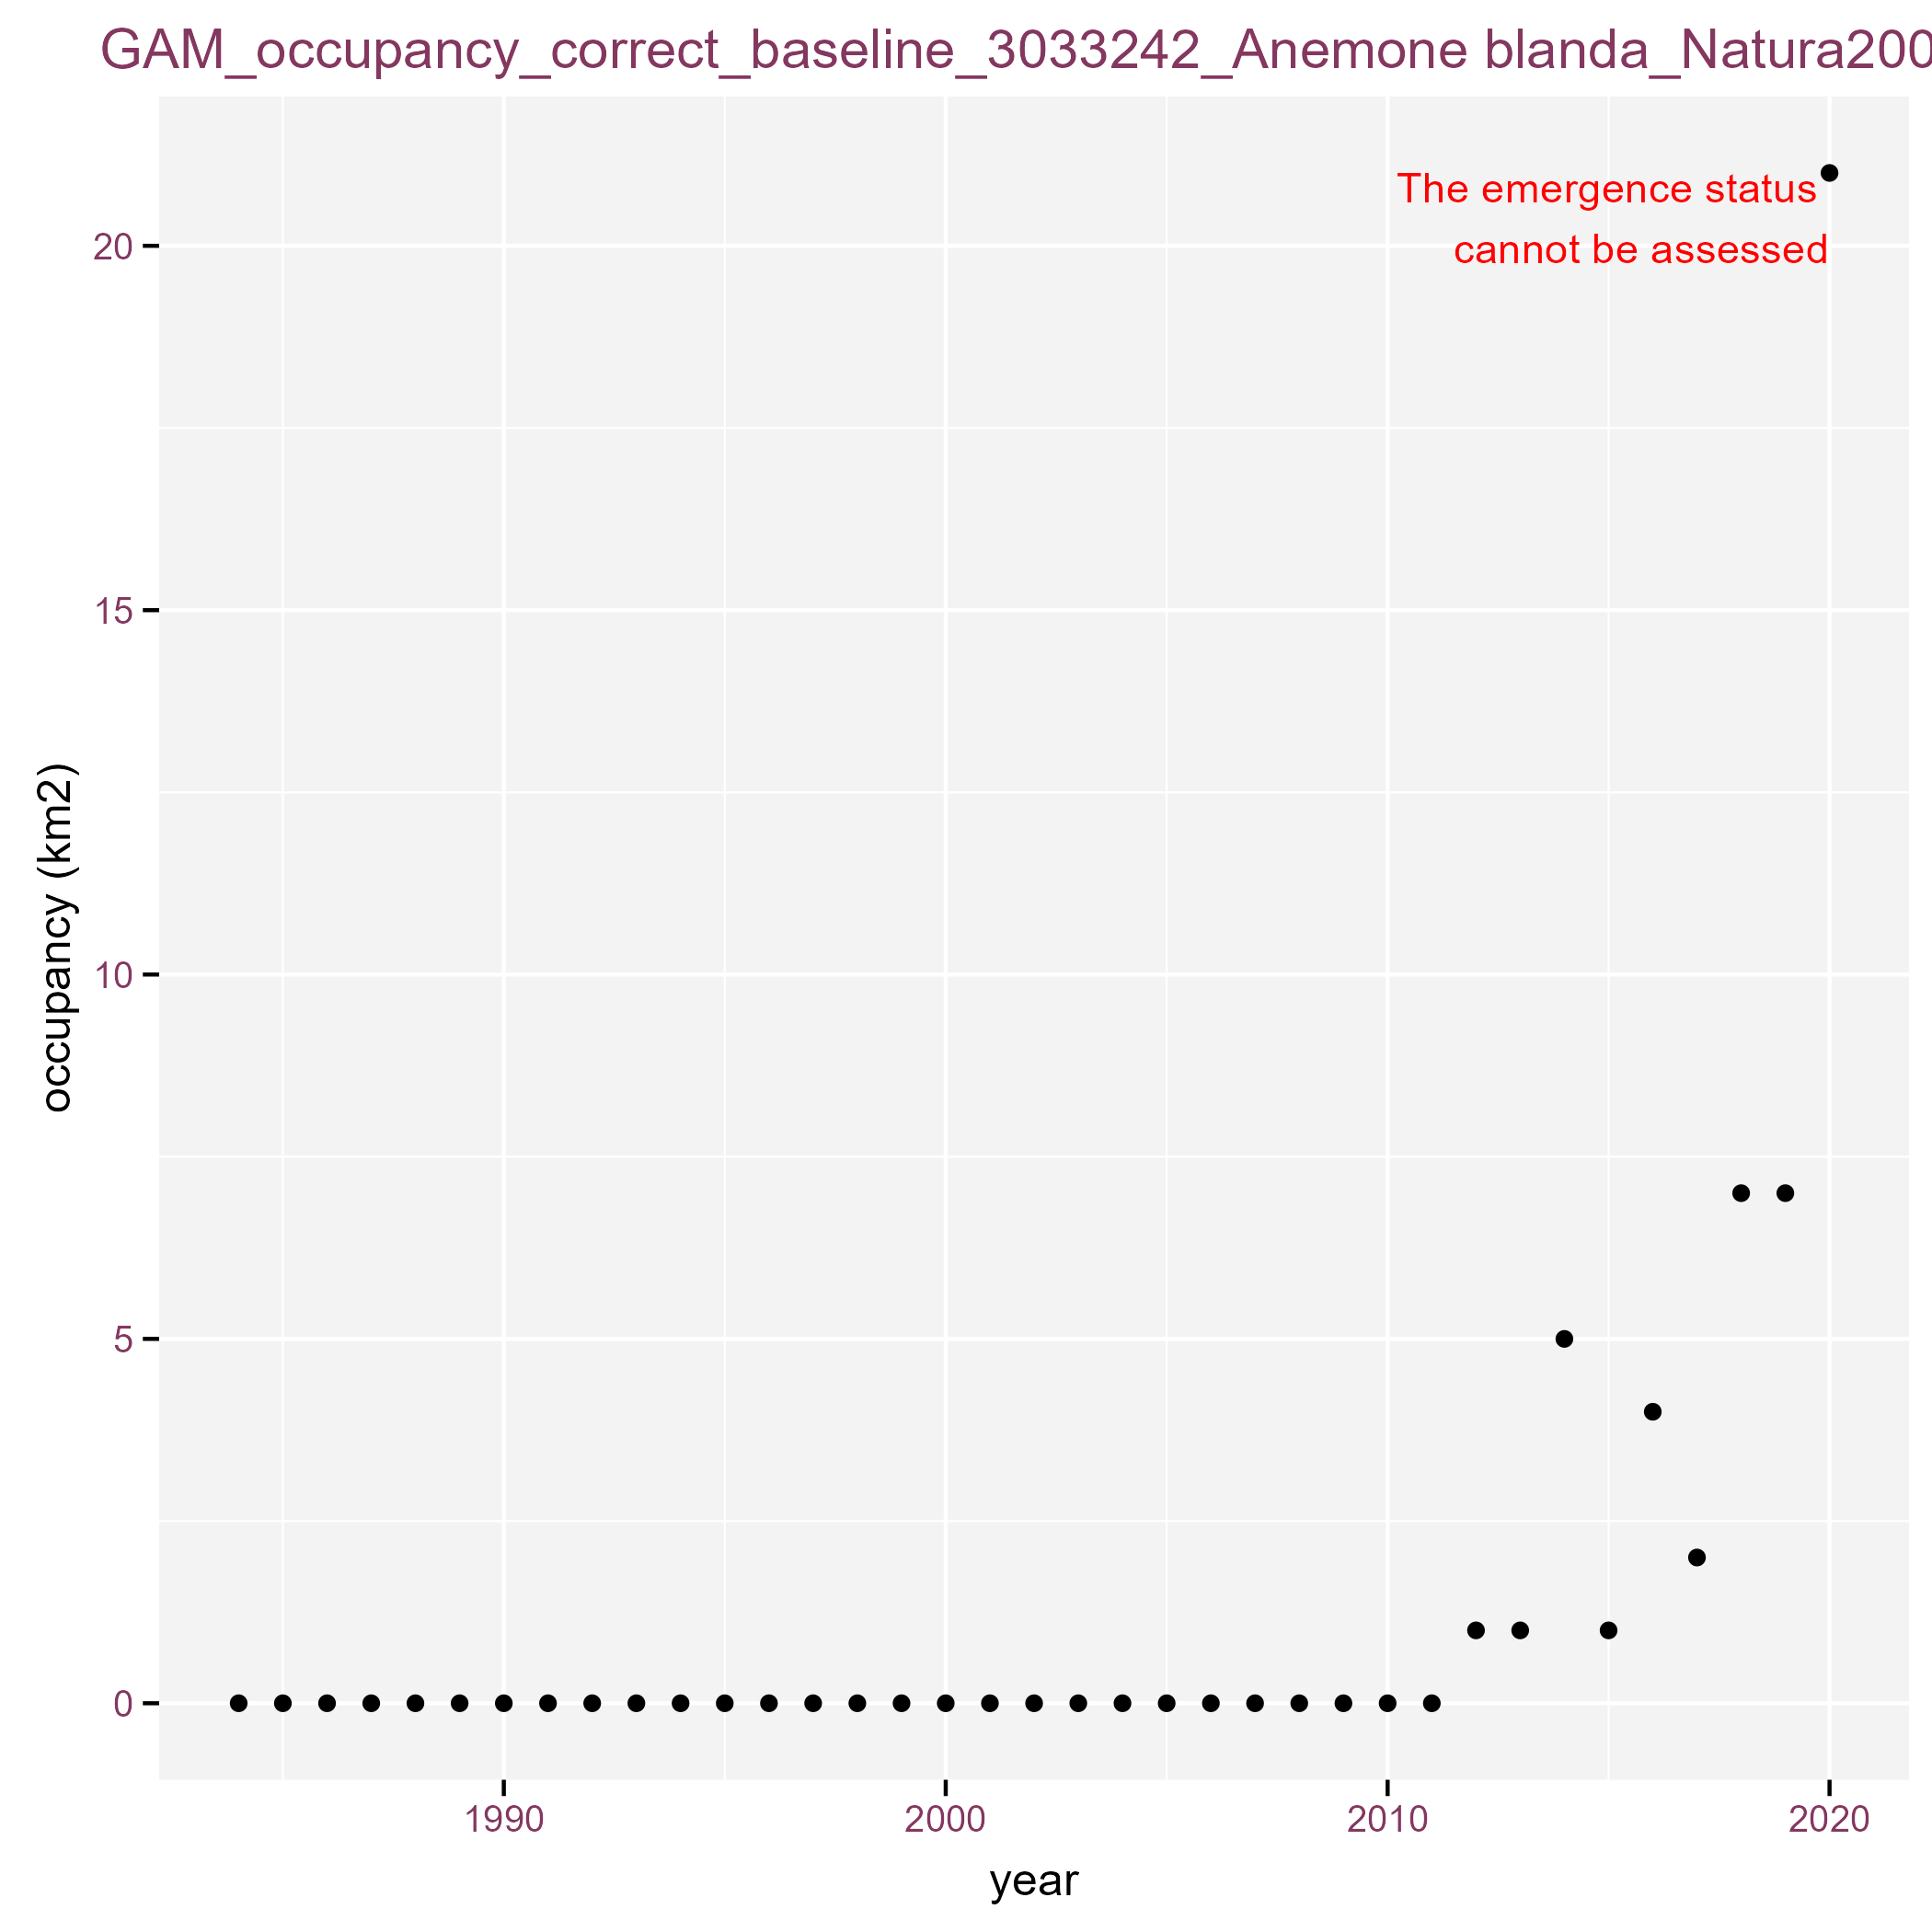 GAM_occupancy_correct_baseline_3033242_Anemone blanda_Natura200
The emergence status
cannot be assessed
20
15
10
5
0
occupancy (km2)
1990 2000 2010 2020
year